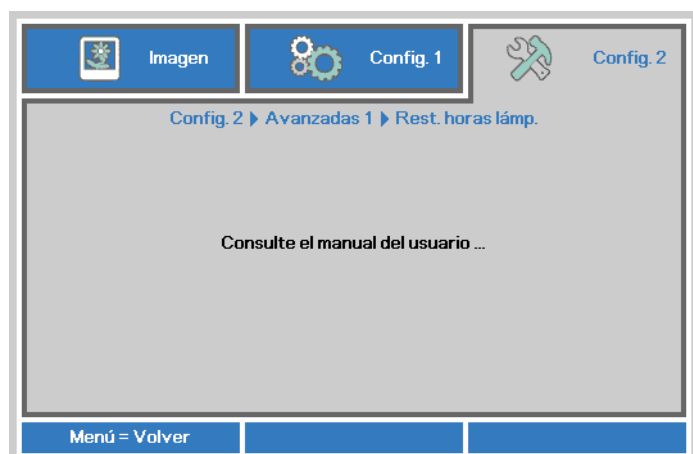 Imagen
Config. 1
Config. 2
Config. 2 ▶ Avanzadas 1 ▶ Rest. horas lámp.
Consulte el manual del usuario ...
Menú = Volver